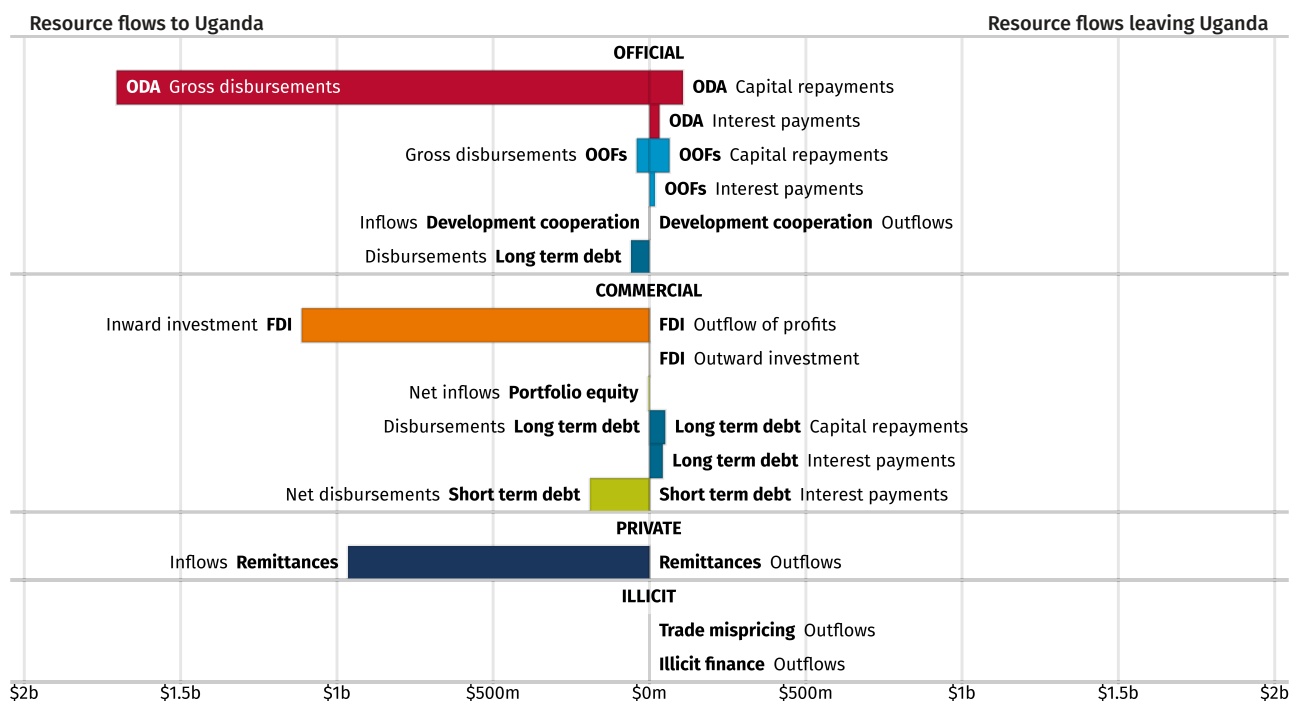 Resource flows to Uganda Resource flows leaving Uganda
OFFICIAL
ODA Gross disbursements ODA Capital repayments
ODA Interest payments
Gross disbursements OOFs OOFs Capital repayments
OOFs Interest payments
Inflows Development cooperation Development cooperation Outflows
Disbursements Long term debt
COMMERCIAL
Inward investment FDI FDI Outflow of profits
FDI Outward investment
Net inflows Portfolio equity
Disbursements Long term debt Long term debt Capital repayments
Long term debt Interest payments
Net disbursements Short term debt Short term debt Interest payments
PRIVATE
Inflows Remittances Remittances Outflows
ILLICIT
Trade mispricing Outflows
Illicit finance Outflows
$2b $1.5b $1b $500m $0m $500m $1b $1.5b $2b